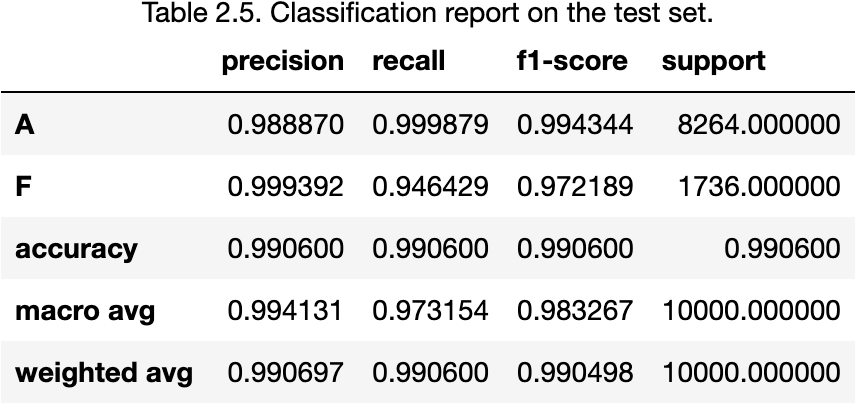 Table 2.5. Classification report on the test set.
precision recall f1-score support
A 0.988870 0.999879 0.994344 8264.000000
F 0.999392 0.946429 0.972189 1736.000000
accuracy 0.990600 0.990600 0.990600 0.990600
macro avg 0.994131 0.973154 0.983267 10000.000000
weighted avg 0.990697 0.990600 0.990498 10000.000000